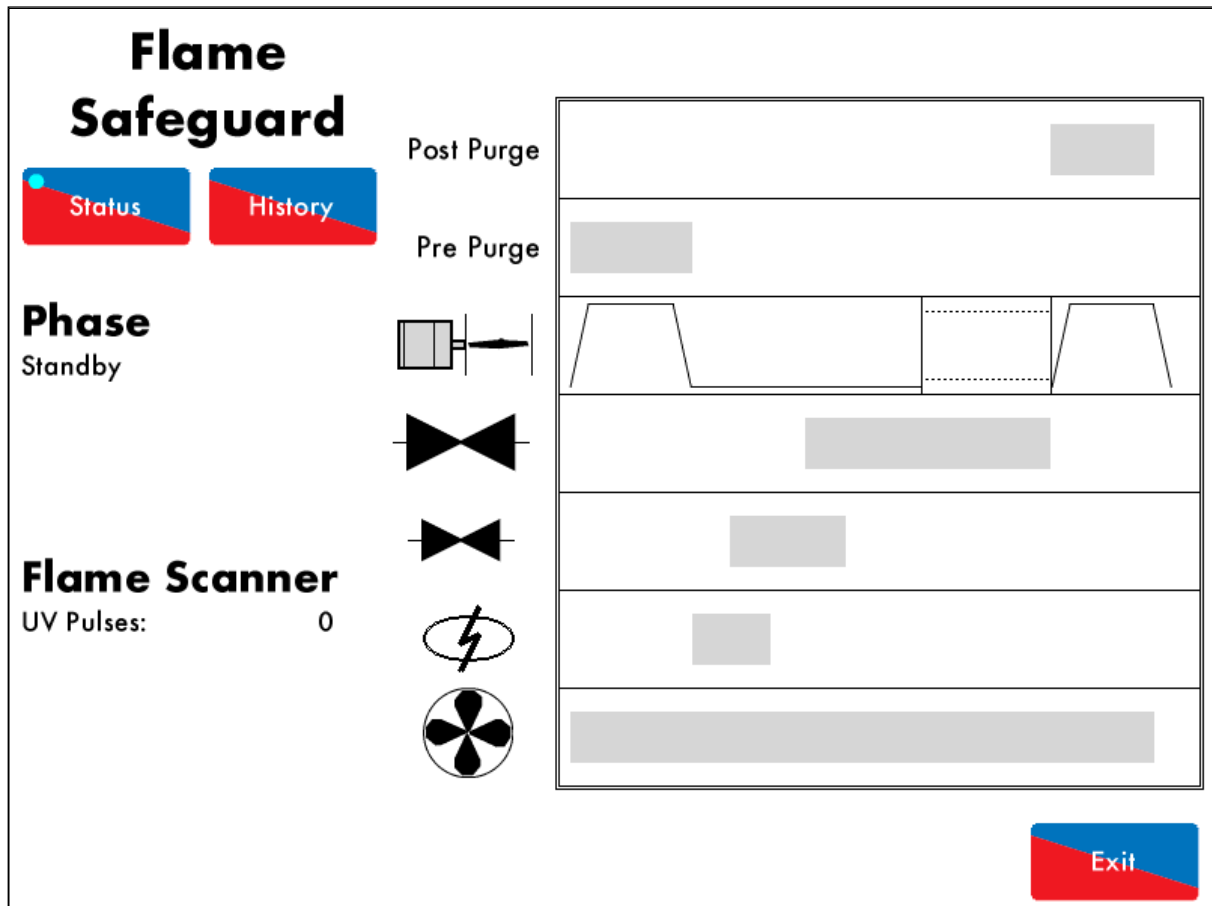 Flame
Safeguard
Status
History
Post Purge
Pre Purge
Phase
Standby
Flame Scanner
UV Pulses: 0
Exit